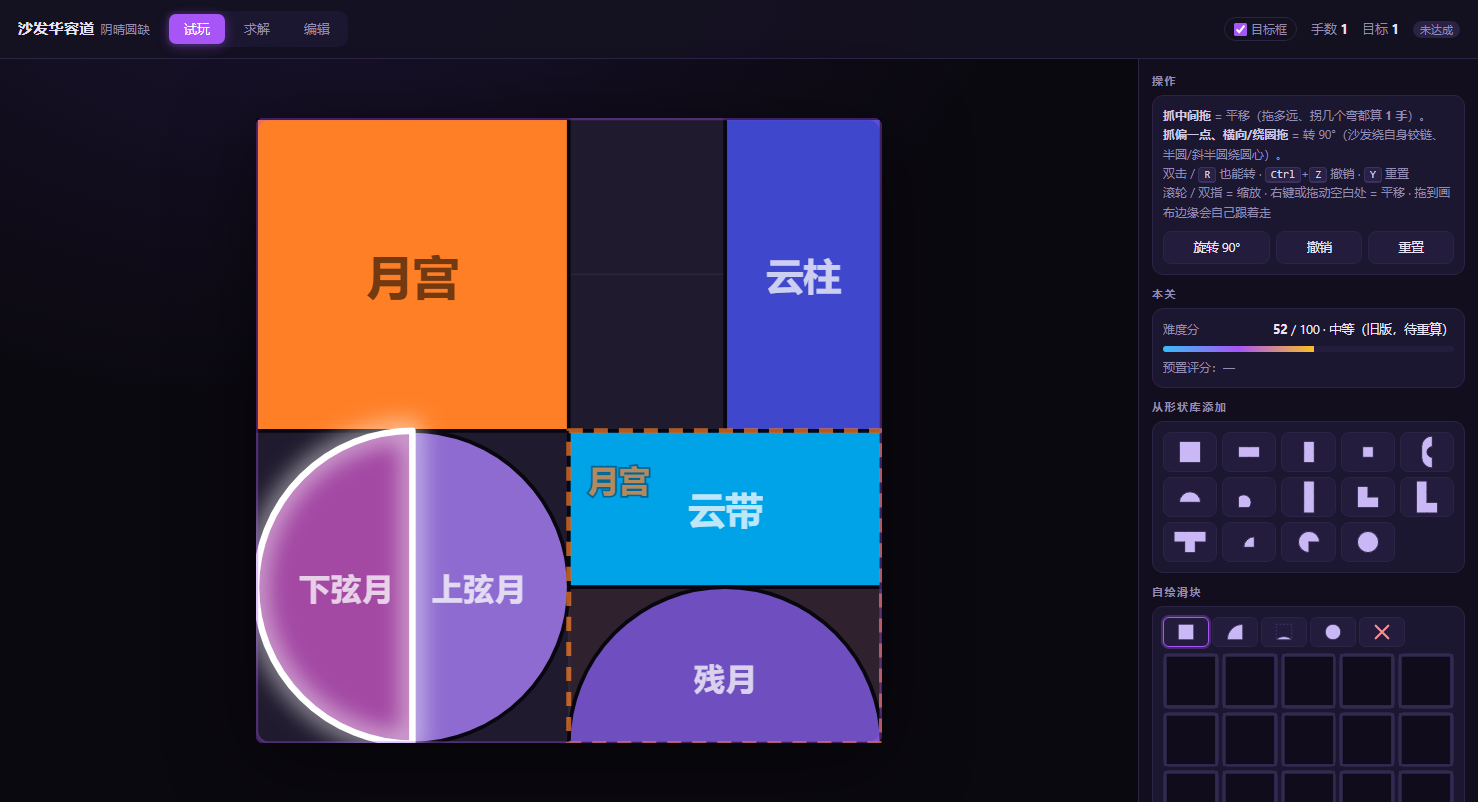 沙发华容道 阴晴圆缺 试玩 求解 编辑 目标框 手数 1 目标 1 未达成
操作
抓中间拖 = 平移（拖多远、拐几个弯都算 1 手）。
抓偏一点、横向/绕圆拖 = 转 90°（沙发绕自身铰链、
半圆/斜半圆绕圆心）。
双击 / R 也能转 · Ctrl+Z 撤销 · Y 重置
滚轮 / 双指 = 缩放 · 右键或拖动空白处 = 平移 · 拖到画
布边缘会自己跟着走
旋转 90° 撤销 重置
本关
难度分 52 / 100 · 中等（旧版，待重算）
预置评分：—
从形状库添加
自绘滑块
月宫
云柱
月宫
云带
下弦月
上弦月
残月